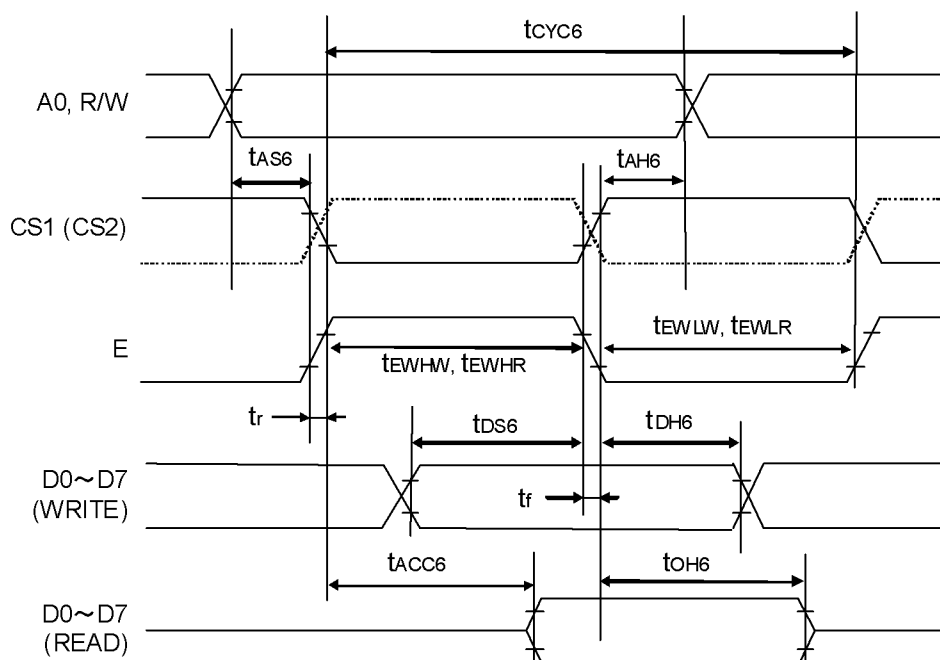 tCYC6
A0, R/W
tAS6
tAH6
CS1 (CS2)
tEWLW, tEWLR
E
tEWHW, tEWHR
tr
tDS6
tDH6
D0～D7
(WRITE)
tf
tACC6
tOH6
D0～D7
(READ)